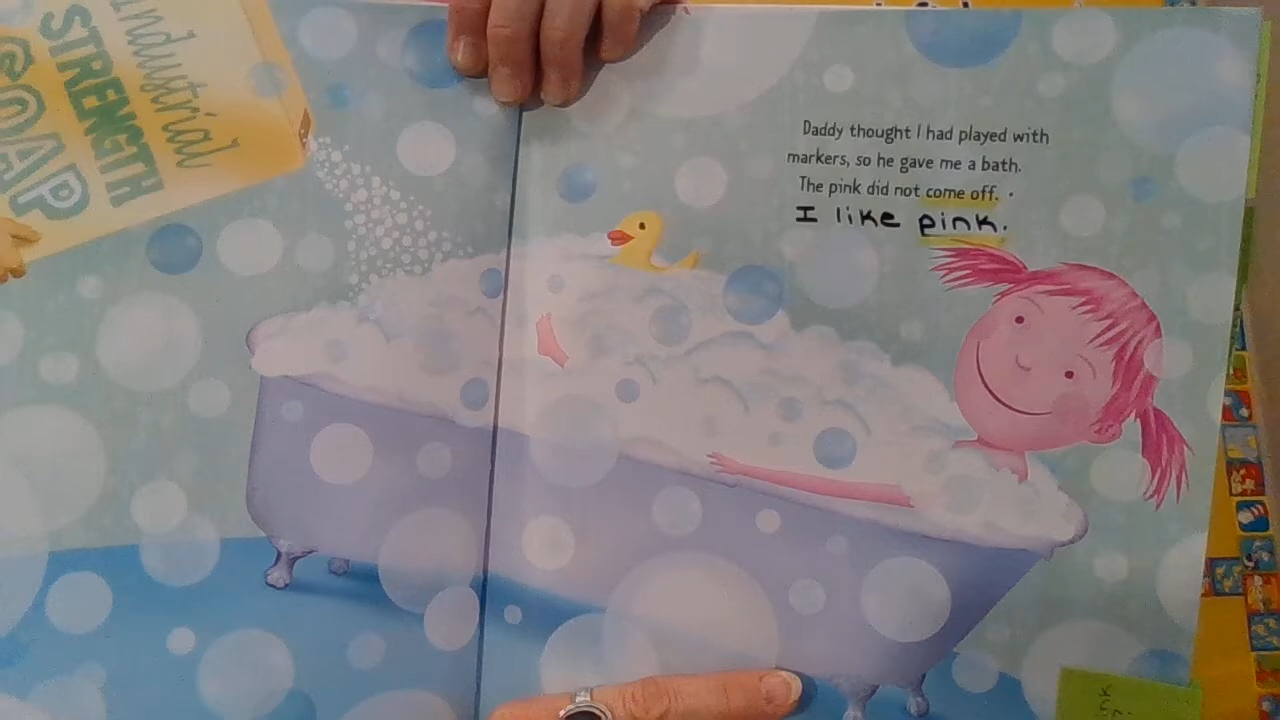 Industrial
STRENGTH
SOAP
Daddy thought I had played with
markers, so he gave me a bath.
The pink did not come off.
I like pink.